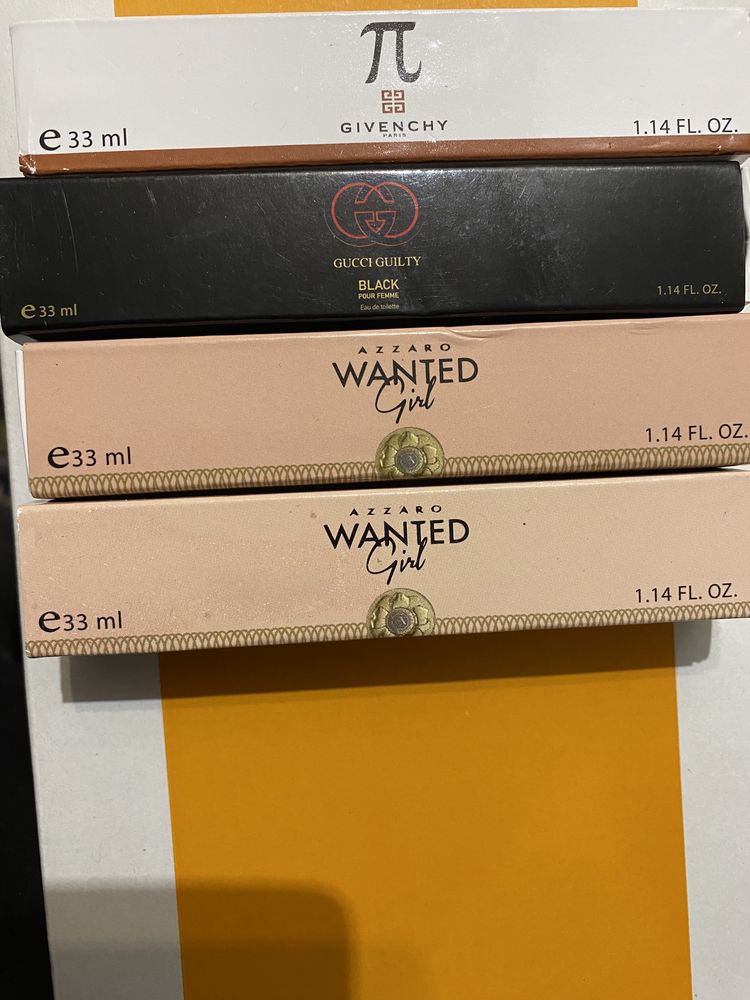 π
GIVENCHY
PARIS
e 33 ml
1.14 FL. OZ.
GUCCI GUILTY
BLACK
POUR FEMME
Eau de toilette
e 33 ml
1.14 FL. OZ.
AZZARO
WANTED
Girl
e 33 ml
1.14 FL. OZ.
AZZARO
WANTED
Girl
e 33 ml
1.14 FL. OZ.